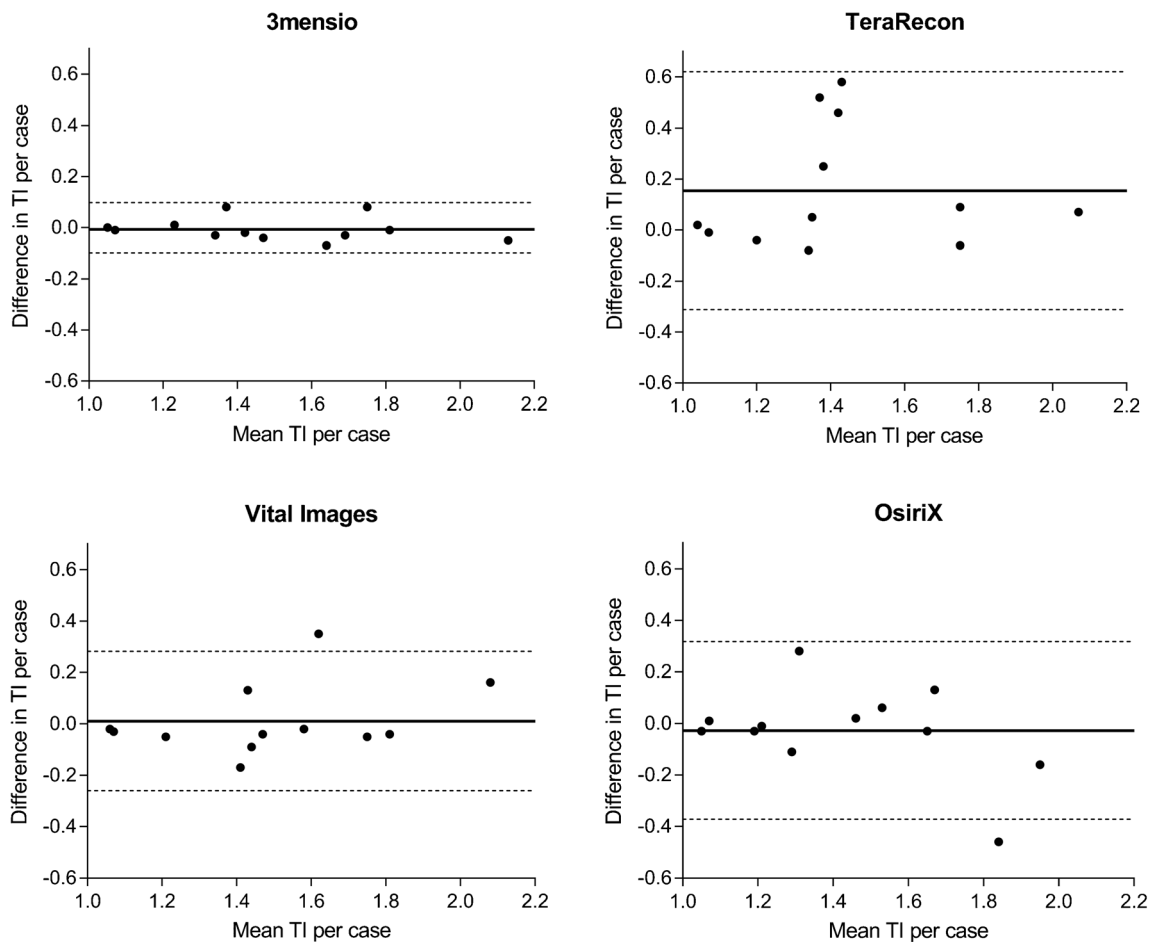 3mensio
Difference in TI per case
0.6
0.4
0.2
0.0
-0.2
-0.4
-0.6
1.0 1.2 1.4 1.6 1.8 2.0 2.2
Mean TI per case
TeraRecon
Difference in TI per case
0.6
0.4
0.2
0.0
-0.2
-0.4
-0.6
1.0 1.2 1.4 1.6 1.8 2.0 2.2
Mean TI per case
Vital Images
Difference in TI per case
0.6
0.4
0.2
0.0
-0.2
-0.4
-0.6
1.0 1.2 1.4 1.6 1.8 2.0 2.2
Mean TI per case
OsiriX
Difference in TI per case
0.6
0.4
0.2
0.0
-0.2
-0.4
-0.6
1.0 1.2 1.4 1.6 1.8 2.0 2.2
Mean TI per case